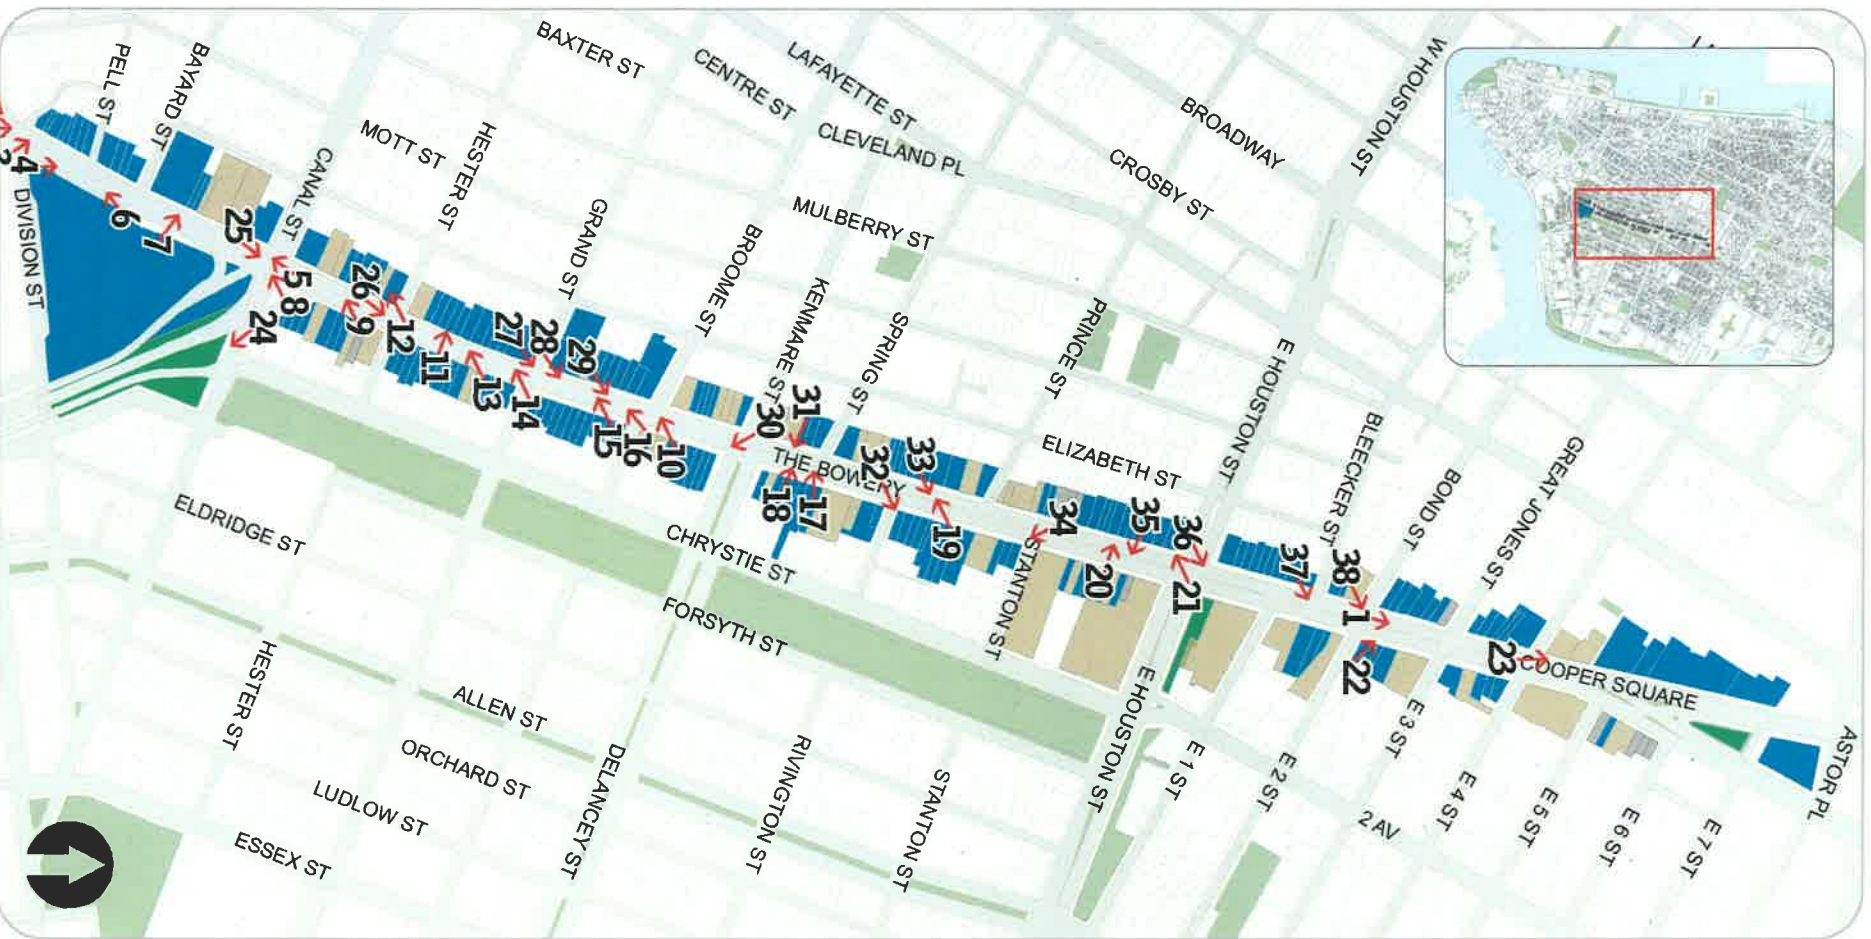 PELL ST
BAYARD ST
BAXTER ST
CENTRE ST
LAFAYETTE ST
CLEVELAND PL
BROADWAY
CROSBY ST
W HOUSTON ST
MOTT ST
HESTER ST
CANAL ST
GRAND ST
BROOME ST
MULBERRY ST
KENMARE ST
SPRING ST
PRINCE ST
E HOUSTON ST
ELIZABETH ST
BLEECKER ST
BOND ST
GREAT JONES ST
DIVISION ST
3
4
6
7
25
5
8
24
26
9
12
11
27
28
29
13
14
15
16
10
30
31
THE BOWERY
18
17
32
33
19
34
STANTON ST
35
20
36
21
37
38
1
22
23
COOPER SQUARE
ASTOR PL
ELDRIDGE ST
CHRYSTIE ST
FORSYTH ST
HESTER ST
ALLEN ST
ORCHARD ST
LUDLOW ST
ESSEX ST
DELANCEY ST
RIVINGTON ST
STANTON ST
E HOUSTON ST
E 1 ST
E 2 ST
2 AV
E 3 ST
E 4 ST
E 5 ST
E 6 ST
E 7 ST